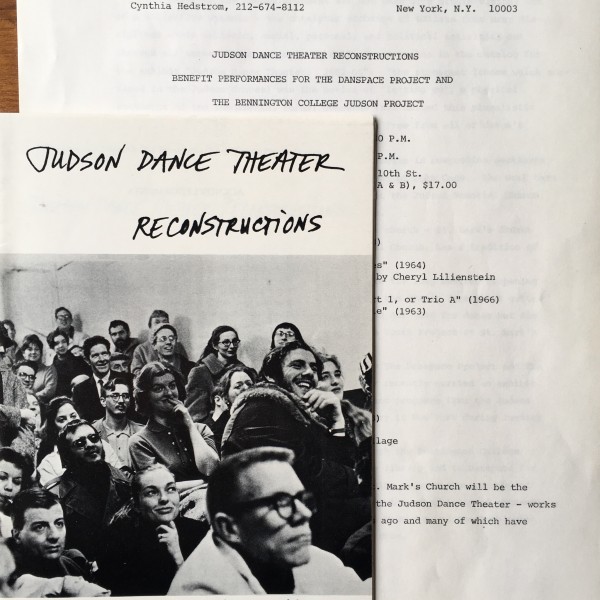 Cynthia Hedstrom, 212-674-8112 New York, N.Y. 10003
JUDSON DANCE THEATER RECONSTRUCTIONS
BENEFIT PERFORMANCES FOR THE DANSPACE PROJECT AND
THE BENNINGTON COLLEGE JUDSON PROJECT
0 P.M.
P.M.
10th St.
A & B), $17.00
)
s" (1964)
by Cheryl Lilienstein
t 1, or Trio A" (1966)
e" (1963)
)
lage
. Mark's Church will be the
the Judson Dance Theater - works
ago and many of which have
JUDSON DANCE THEATER
RECONSTRUCTIONS